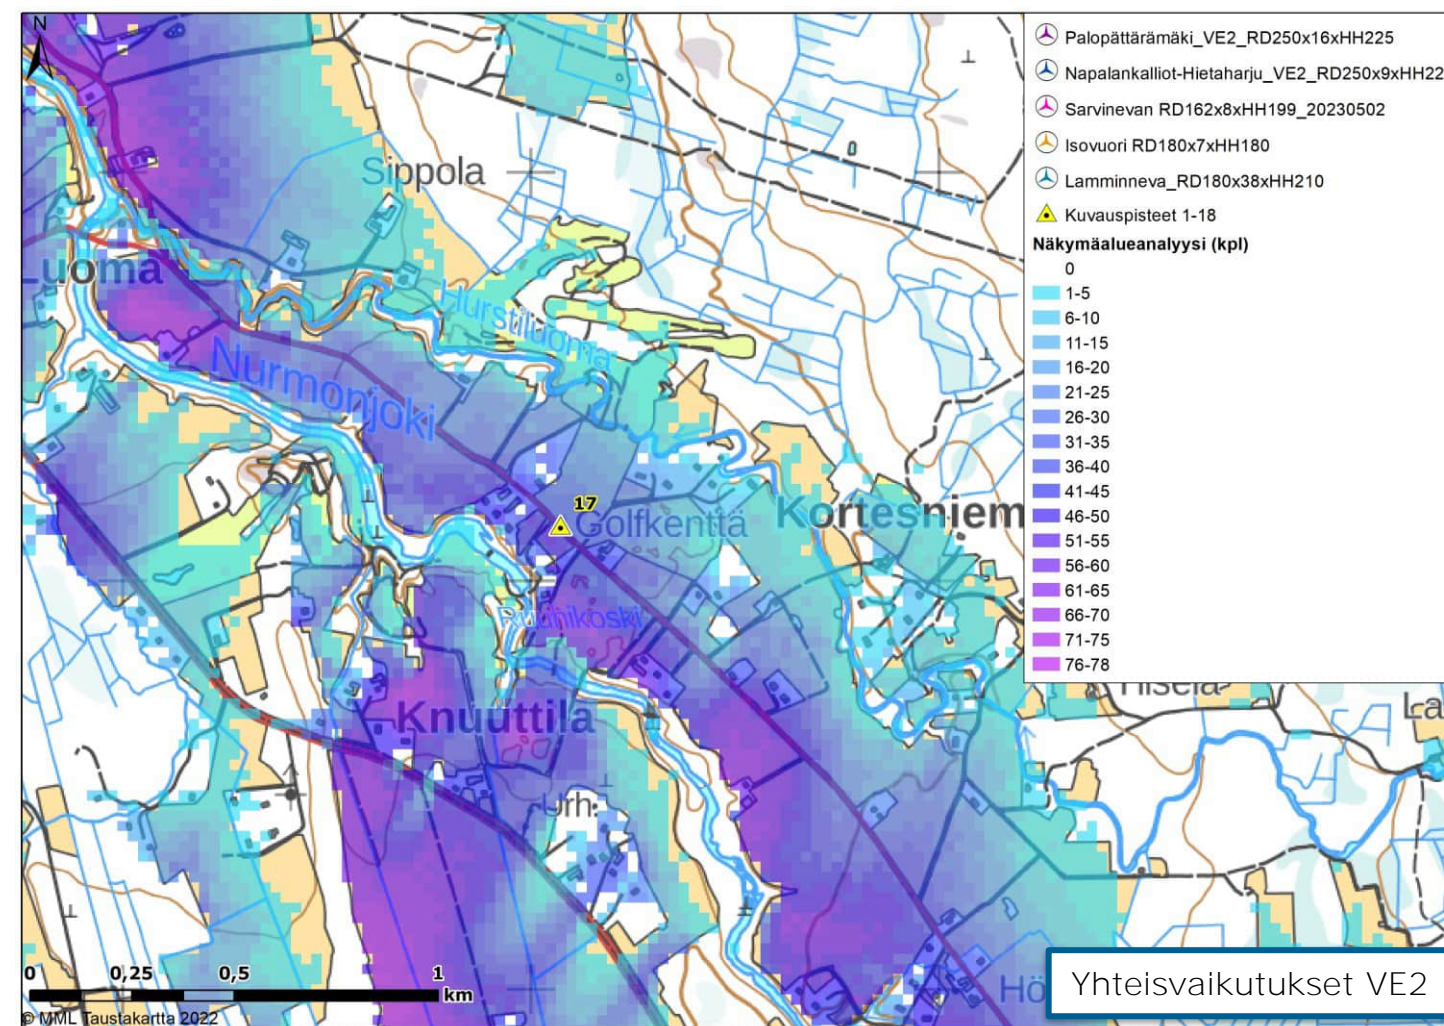 N
Palopättärämäki_VE2_RD250x16xHH225
Napalankalliot-Hietaharju_VE2_RD250x9xHH22
Sarvinevan RD162x8xHH199_20230502
Isovuori RD180x7xHH180
Lamminneva_RD180x38xHH210
Kuvauspisteet 1-18
Näkymäalueanalyysi (kpl)
0
1-5
6-10
11-15
16-20
21-25
26-30
31-35
36-40
41-45
46-50
51-55
56-60
61-65
66-70
71-75
76-78
Sippola
Luoma
Hurstiluoma
Nurmonjoki
17
Golfkenttä
Kortesniem
Ruuhikoski
Hisela
La
Knuuttila
Urh.
Hö
0 0,25 0,5 1
km
© MML Taustakartta 2022
Yhteisvaikutukset VE2